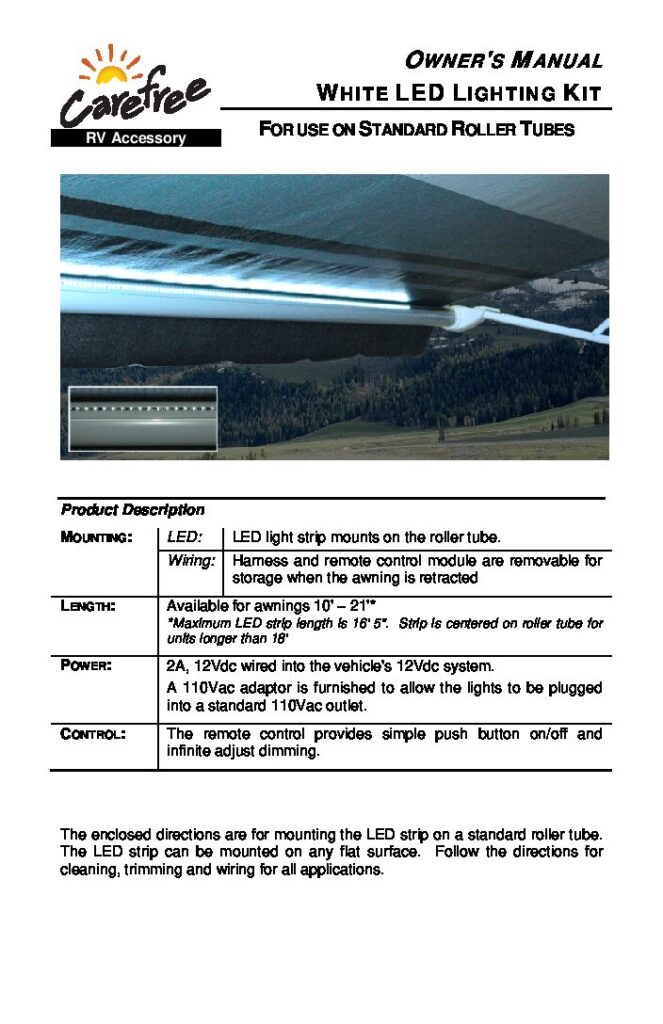 OWNER'S MANUAL
Carefree
WHITE LED LIGHTING KIT
RV Accessory
FOR USE ON STANDARD ROLLER TUBES
Product Description
MOUNTING: LED: LED light strip mounts on the roller tube.
Wiring: Harness and remote control module are removable for
storage when the awning is retracted
LENGTH: Available for awnings 10' – 21'*
*Maximum LED strip length is 16' 5". Strip is centered on roller tube for
units longer than 18'
POWER: 2A, 12Vdc wired into the vehicle's 12Vdc system.
A 110Vac adaptor is furnished to allow the lights to be plugged
into a standard 110Vac outlet.
CONTROL: The remote control provides simple push button on/off and
infinite adjust dimming.
The enclosed directions are for mounting the LED strip on a standard roller tube.
The LED strip can be mounted on any flat surface. Follow the directions for
cleaning, trimming and wiring for all applications.